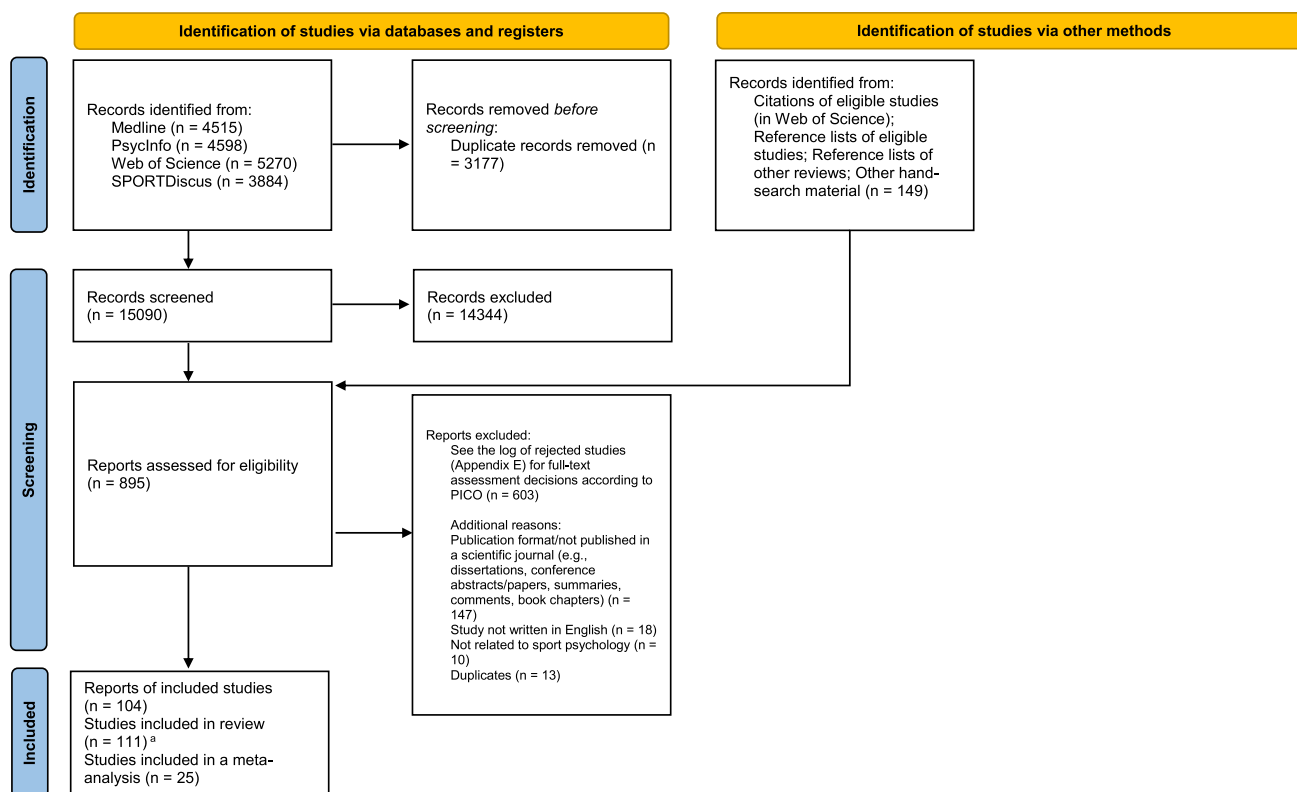 Identification of studies via databases and registers
Identification of studies via other methods
Identification
Records identified from:
Medline (n = 4515)
PsycInfo (n = 4598)
Web of Science (n = 5270)
SPORTDiscus (n = 3884)
Records removed before
screening:
Duplicate records removed (n
= 3177)
Records identified from:
Citations of eligible studies
(in Web of Science);
Reference lists of eligible
studies; Reference lists of
other reviews; Other hand-
search material (n = 149)
Screening
Records screened
(n = 15090)
Records excluded
(n = 14344)
Reports assessed for eligibility
(n = 895)
Reports excluded:
See the log of rejected studies
(Appendix E) for full-text
assessment decisions according to
PICO (n = 603)
Additional reasons:
Publication format/not published in
a scientific journal (e.g.,
dissertations, conference
abstracts/papers, summaries,
comments, book chapters) (n =
147)
Study not written in English (n = 18)
Not related to sport psychology (n =
10)
Duplicates (n = 13)
Included
Reports of included studies
(n = 104)
Studies included in review
(n = 111) a
Studies included in a meta-
analysis (n = 25)